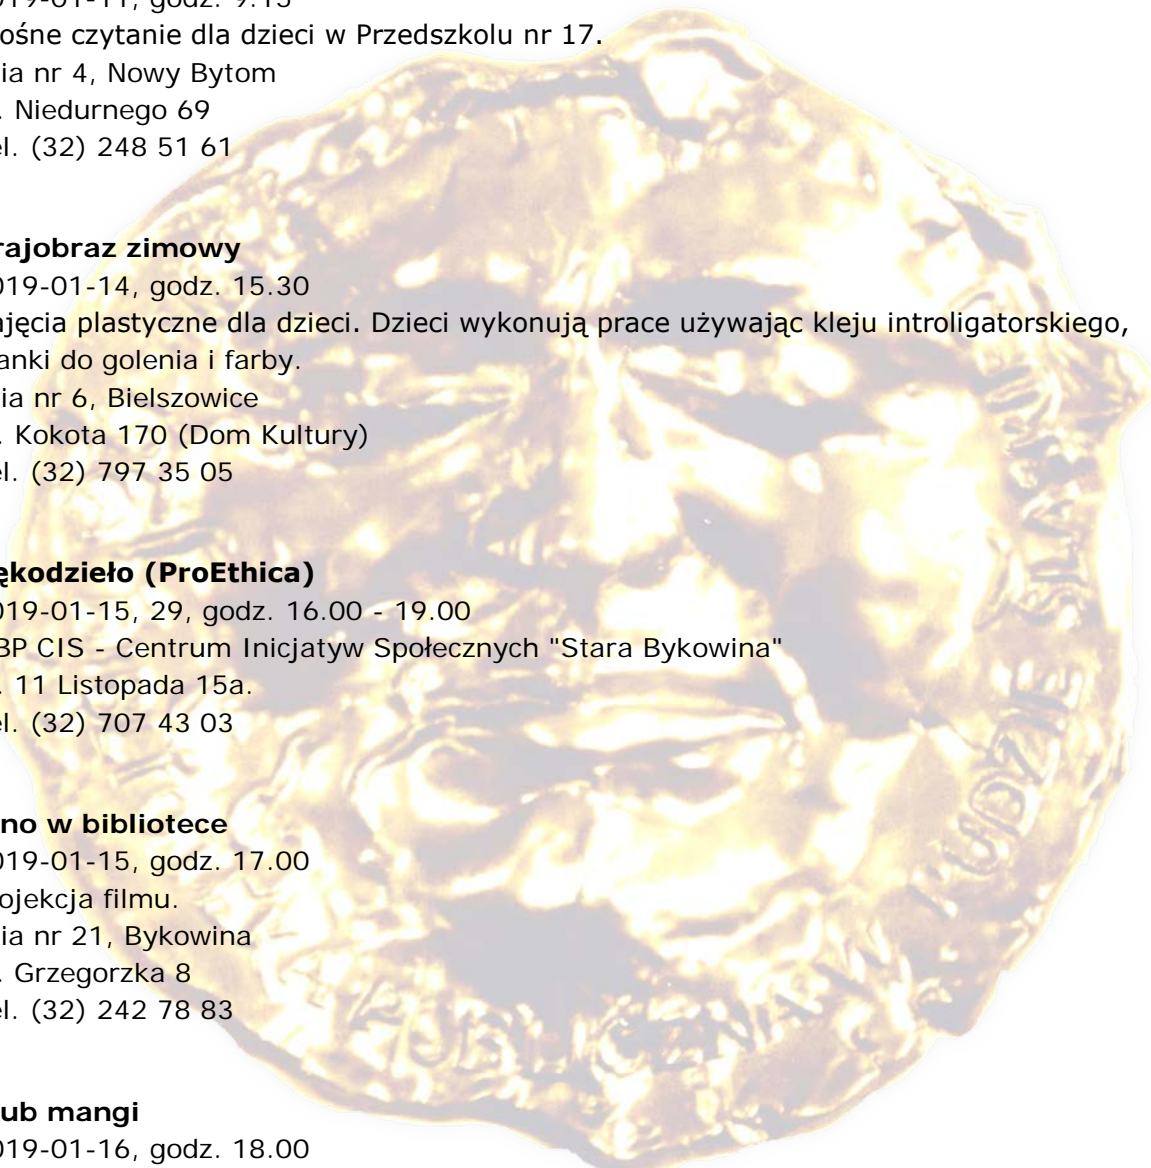 019-01-11, godz. 9.15
ośne czytanie dla dzieci w Przedszkolu nr 17.
ia nr 4, Nowy Bytom
. Niedurnego 69
el. (32) 248 51 61
rajobraz zimowy
019-01-14, godz. 15.30
ajęcia plastyczne dla dzieci. Dzieci wykonują prace używając kleju introligatorskiego,
anki do golenia i farby.
ia nr 6, Bielszowice
. Kokota 170 (Dom Kultury)
el. (32) 797 35 05
ękodzieło (ProEthica)
019-01-15, 29, godz. 16.00 - 19.00
BP CIS - Centrum Inicjatyw Społecznych "Stara Bykowina"
. 11 Listopada 15a.
el. (32) 707 43 03
no w bibliotece
019-01-15, godz. 17.00
ojekcja filmu.
ia nr 21, Bykowina
. Grzegorzka 8
el. (32) 242 78 83
ub mangi
019-01-16, godz. 18.00